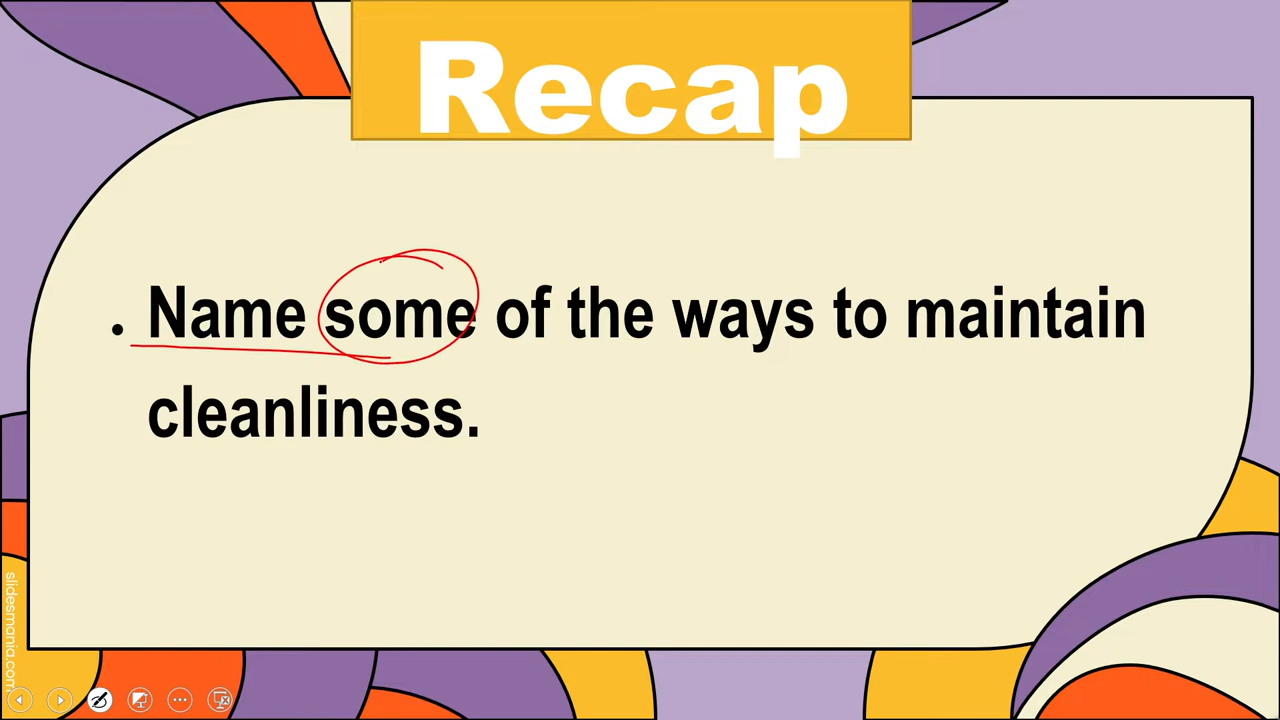 Recap
• Name some of the ways to maintain
cleanliness.
slidesmania.com